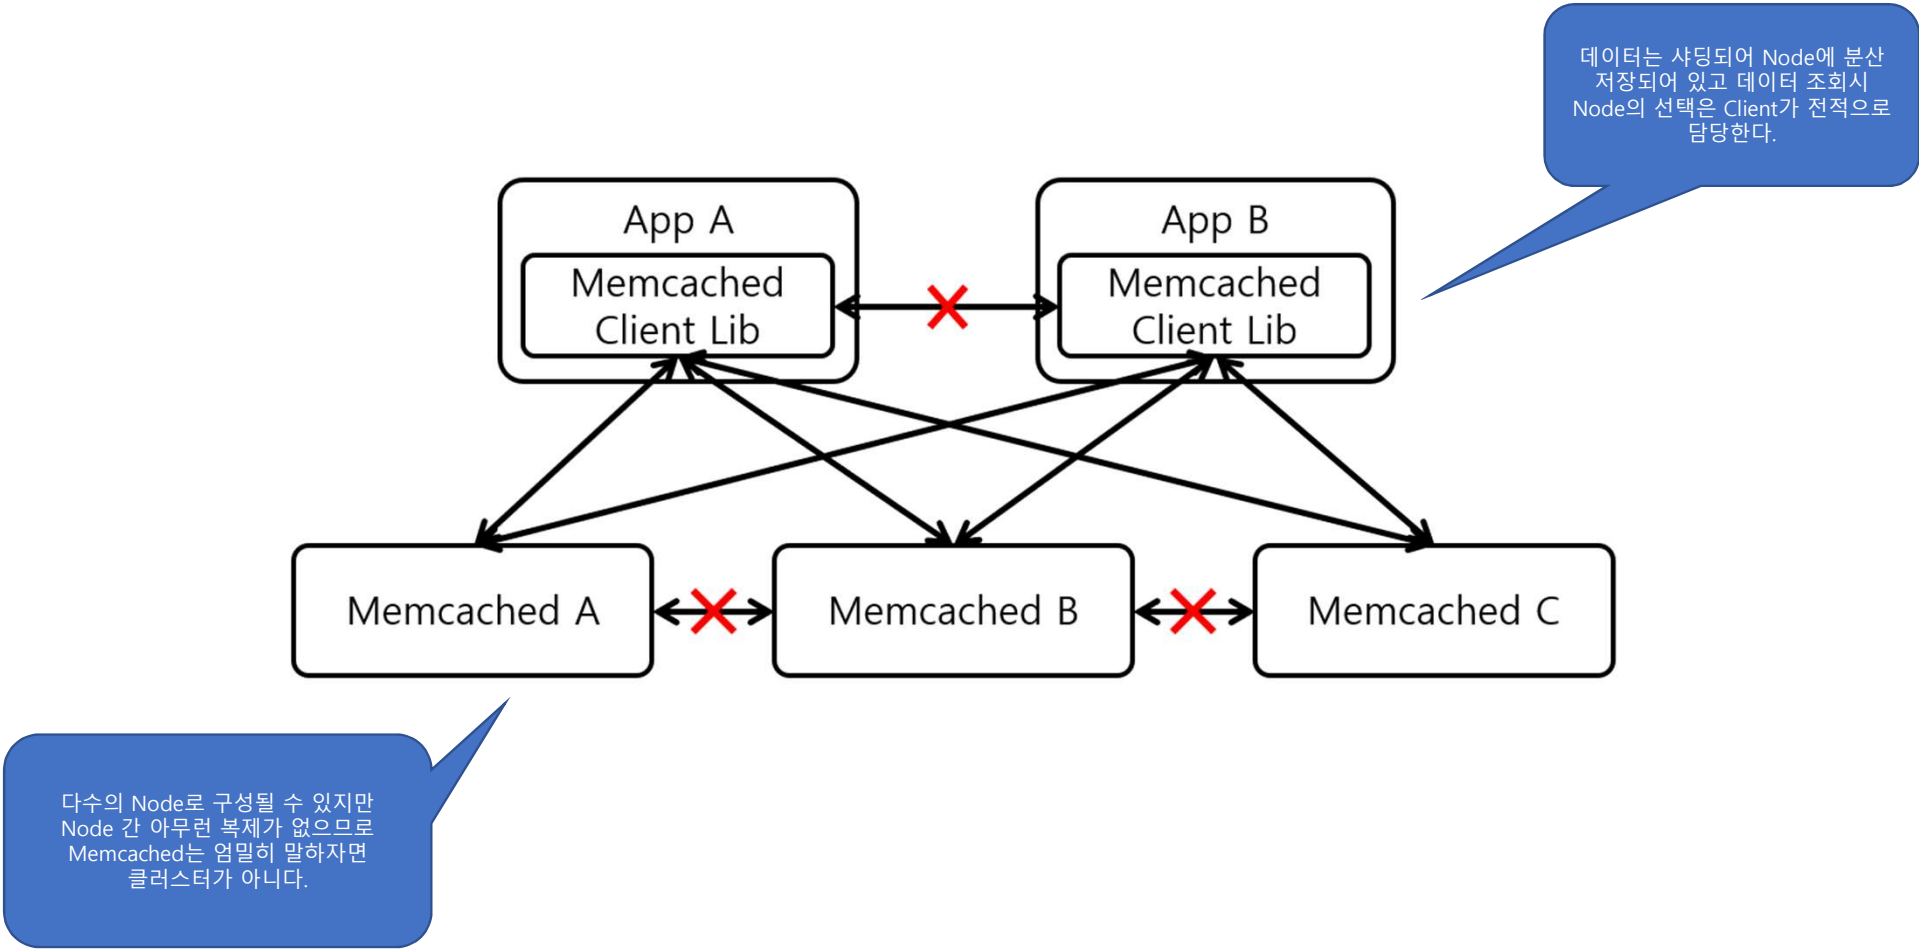 데이터는 샤딩되어 Node에 분산
저장되어 있고 데이터 조회시
Node의 선택은 Client가 전적으로
담당한다.
App A
Memcached
Client Lib
App B
Memcached
Client Lib
Memcached A
Memcached B
Memcached C
다수의 Node로 구성될 수 있지만
Node 간 아무런 복제가 없으므로
Memcached는 엄밀히 말하자면
클러스터가 아니다.